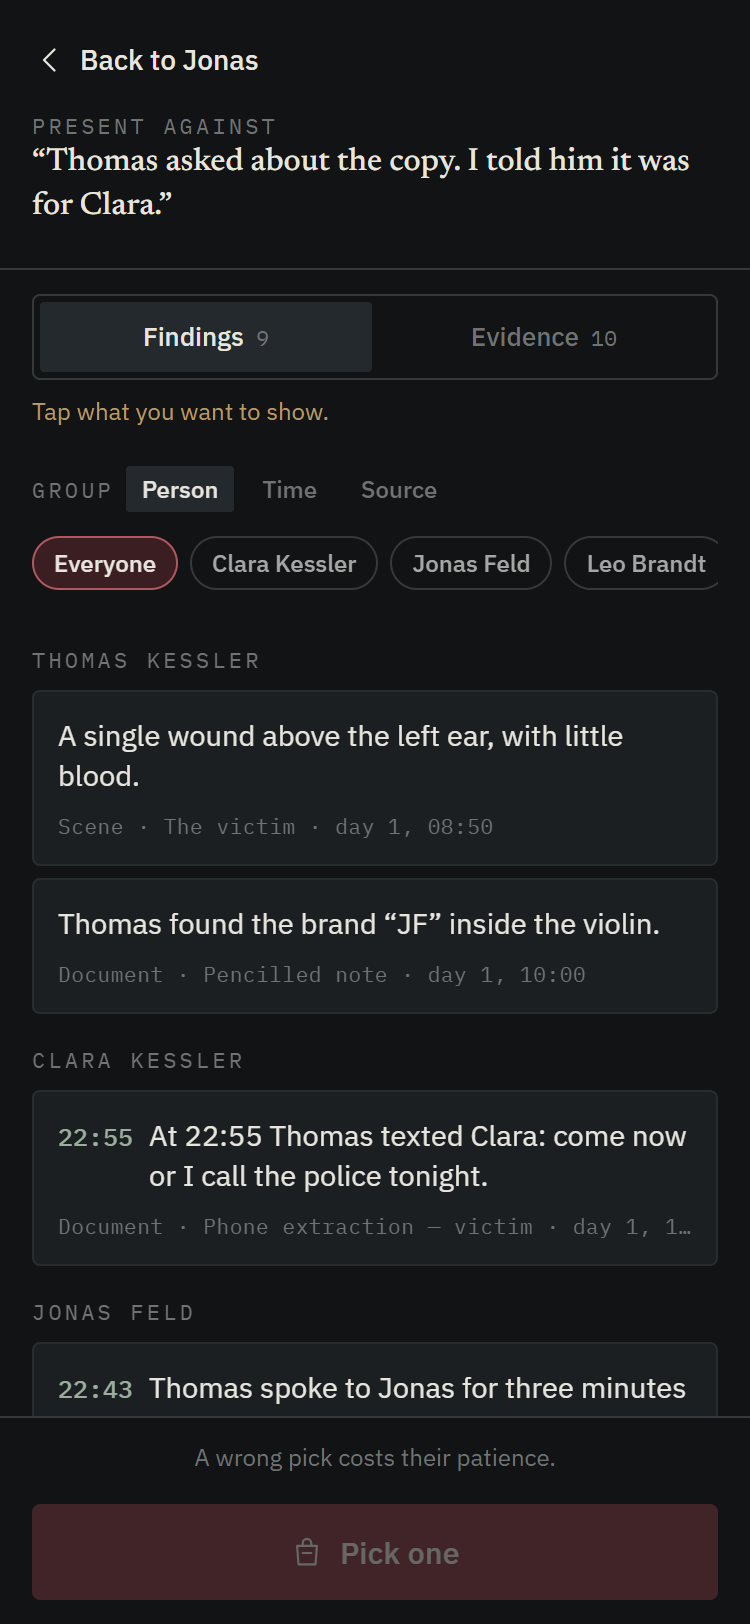 Back to Jonas
PRESENT AGAINST
“Thomas asked about the copy. I told him it was
for Clara.”
Findings 9
Evidence 10
Tap what you want to show.
GROUP Person Time Source
Everyone Clara Kessler Jonas Feld Leo Brandt
THOMAS KESSLER
A single wound above the left ear, with little
blood.
Scene · The victim · day 1, 08:50
Thomas found the brand “JF” inside the violin.
Document · Pencilled note · day 1, 10:00
CLARA KESSLER
22:55 At 22:55 Thomas texted Clara: come now
or I call the police tonight.
Document · Phone extraction — victim · day 1, 1…
JONAS FELD
22:43 Thomas spoke to Jonas for three minutes
A wrong pick costs their patience.
Pick one